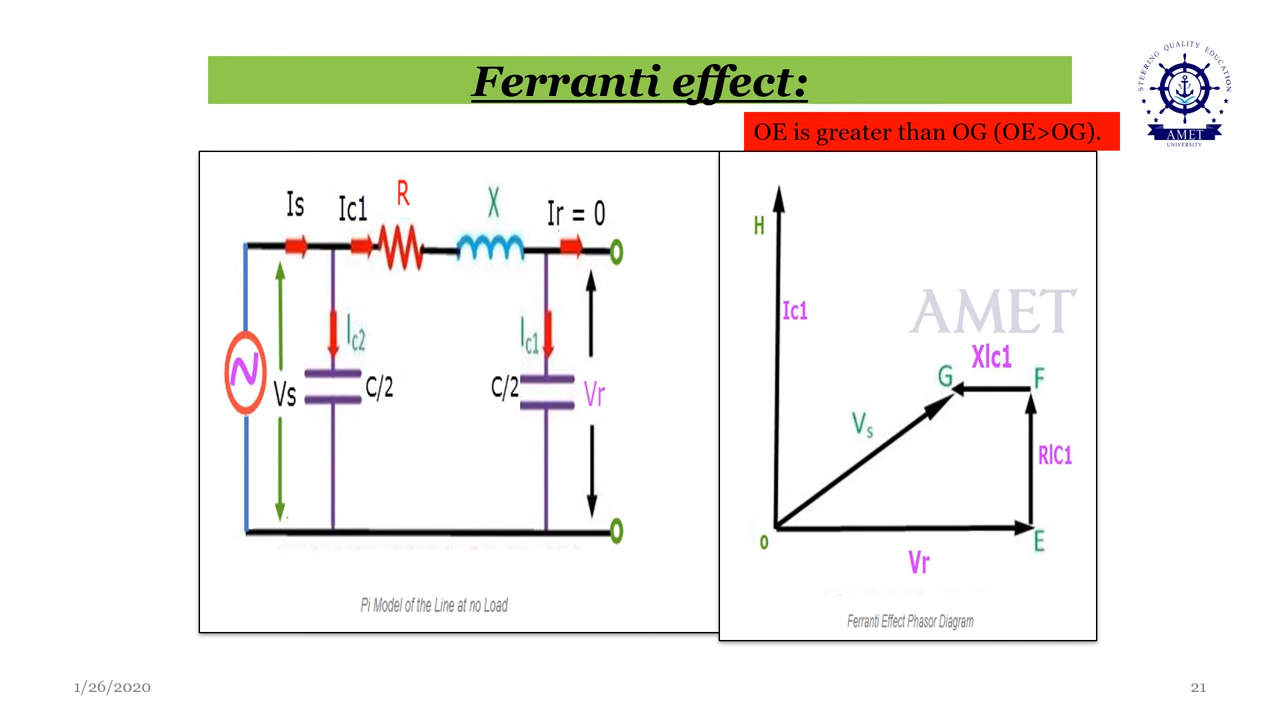 Ferranti effect:
STEERING QUALITY EDUCATION
AMET
UNIVERSITY
OE is greater than OG (OE>OG).
Is
Ic1
R
X
Ir = 0
Ic2
Ic1
Vs
C/2
C/2
Vr
Pi Model of the Line at no Load
H
Ic1
AMET
XIc1
G
F
Vs
RIC1
o
E
Vr
Ferranti Effect Phasor Diagram
1/26/2020
21